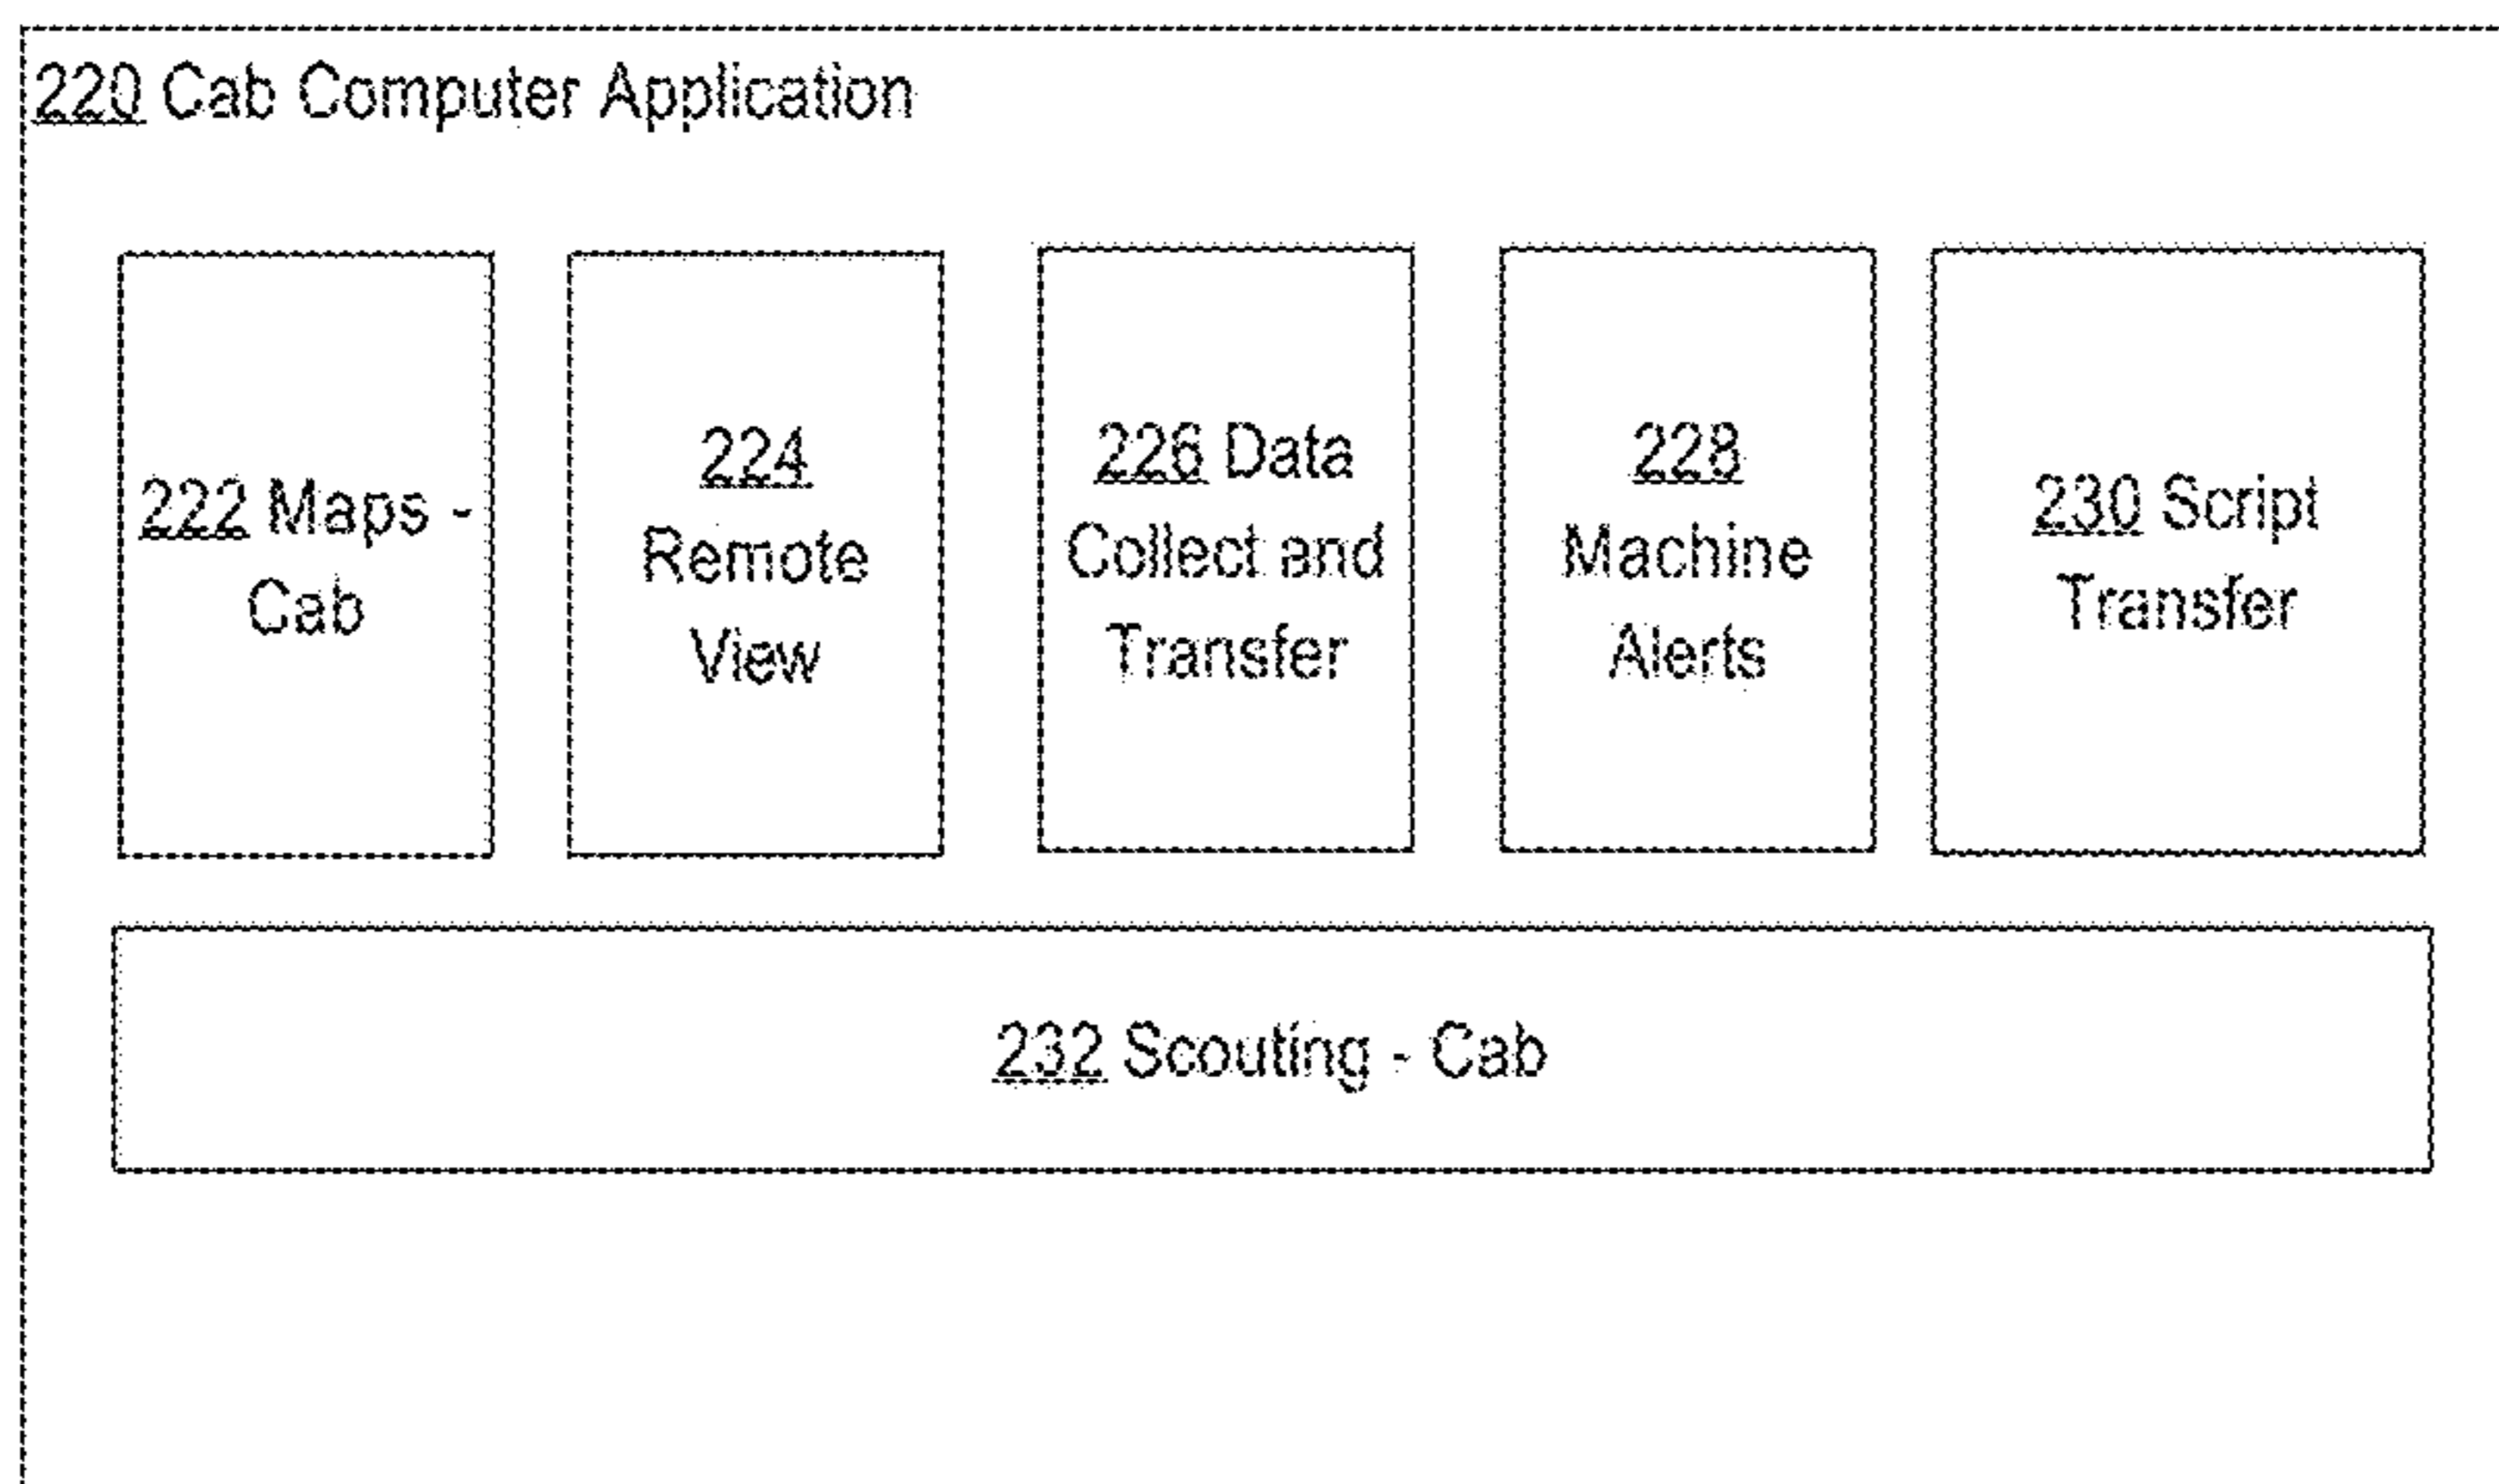 220 Cab Computer Application
222 Maps -
Cab
224
Remote
View
226 Data
Collect and
Transfer
228
Machine
Alerts
230 Script
Transfer
232 Scouting - Cab